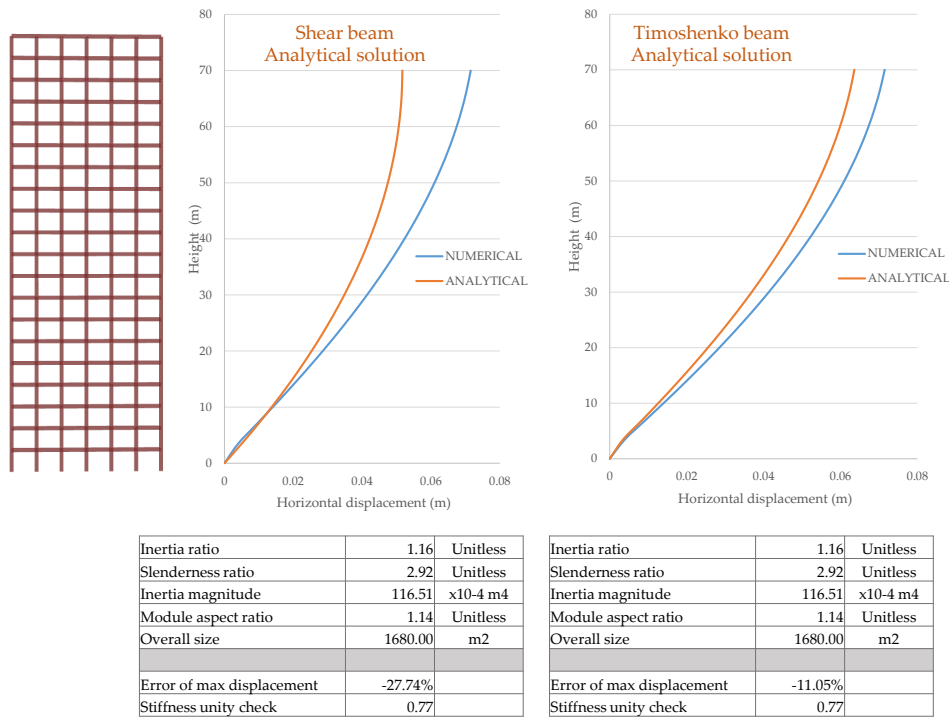 Shear beam
Analytical solution
80
70
60
50
40
30
20
10
0
Height (m)
NUMERICAL
ANALYTICAL
0 0.02 0.04 0.06 0.08
Horizontal displacement (m)
Timoshenko beam
Analytical solution
80
70
60
50
40
30
20
10
0
Height (m)
NUMERICAL
ANALYTICAL
0 0.02 0.04 0.06 0.08
Horizontal displacement (m)
Inertia ratio 1.16 Unitless
Slenderness ratio 2.92 Unitless
Inertia magnitude 116.51 x10-4 m4
Module aspect ratio 1.14 Unitless
Overall size 1680.00 m2
Error of max displacement -27.74%
Stiffness unity check 0.77
Inertia ratio 1.16 Unitless
Slenderness ratio 2.92 Unitless
Inertia magnitude 116.51 x10-4 m4
Module aspect ratio 1.14 Unitless
Overall size 1680.00 m2
Error of max displacement -11.05%
Stiffness unity check 0.77